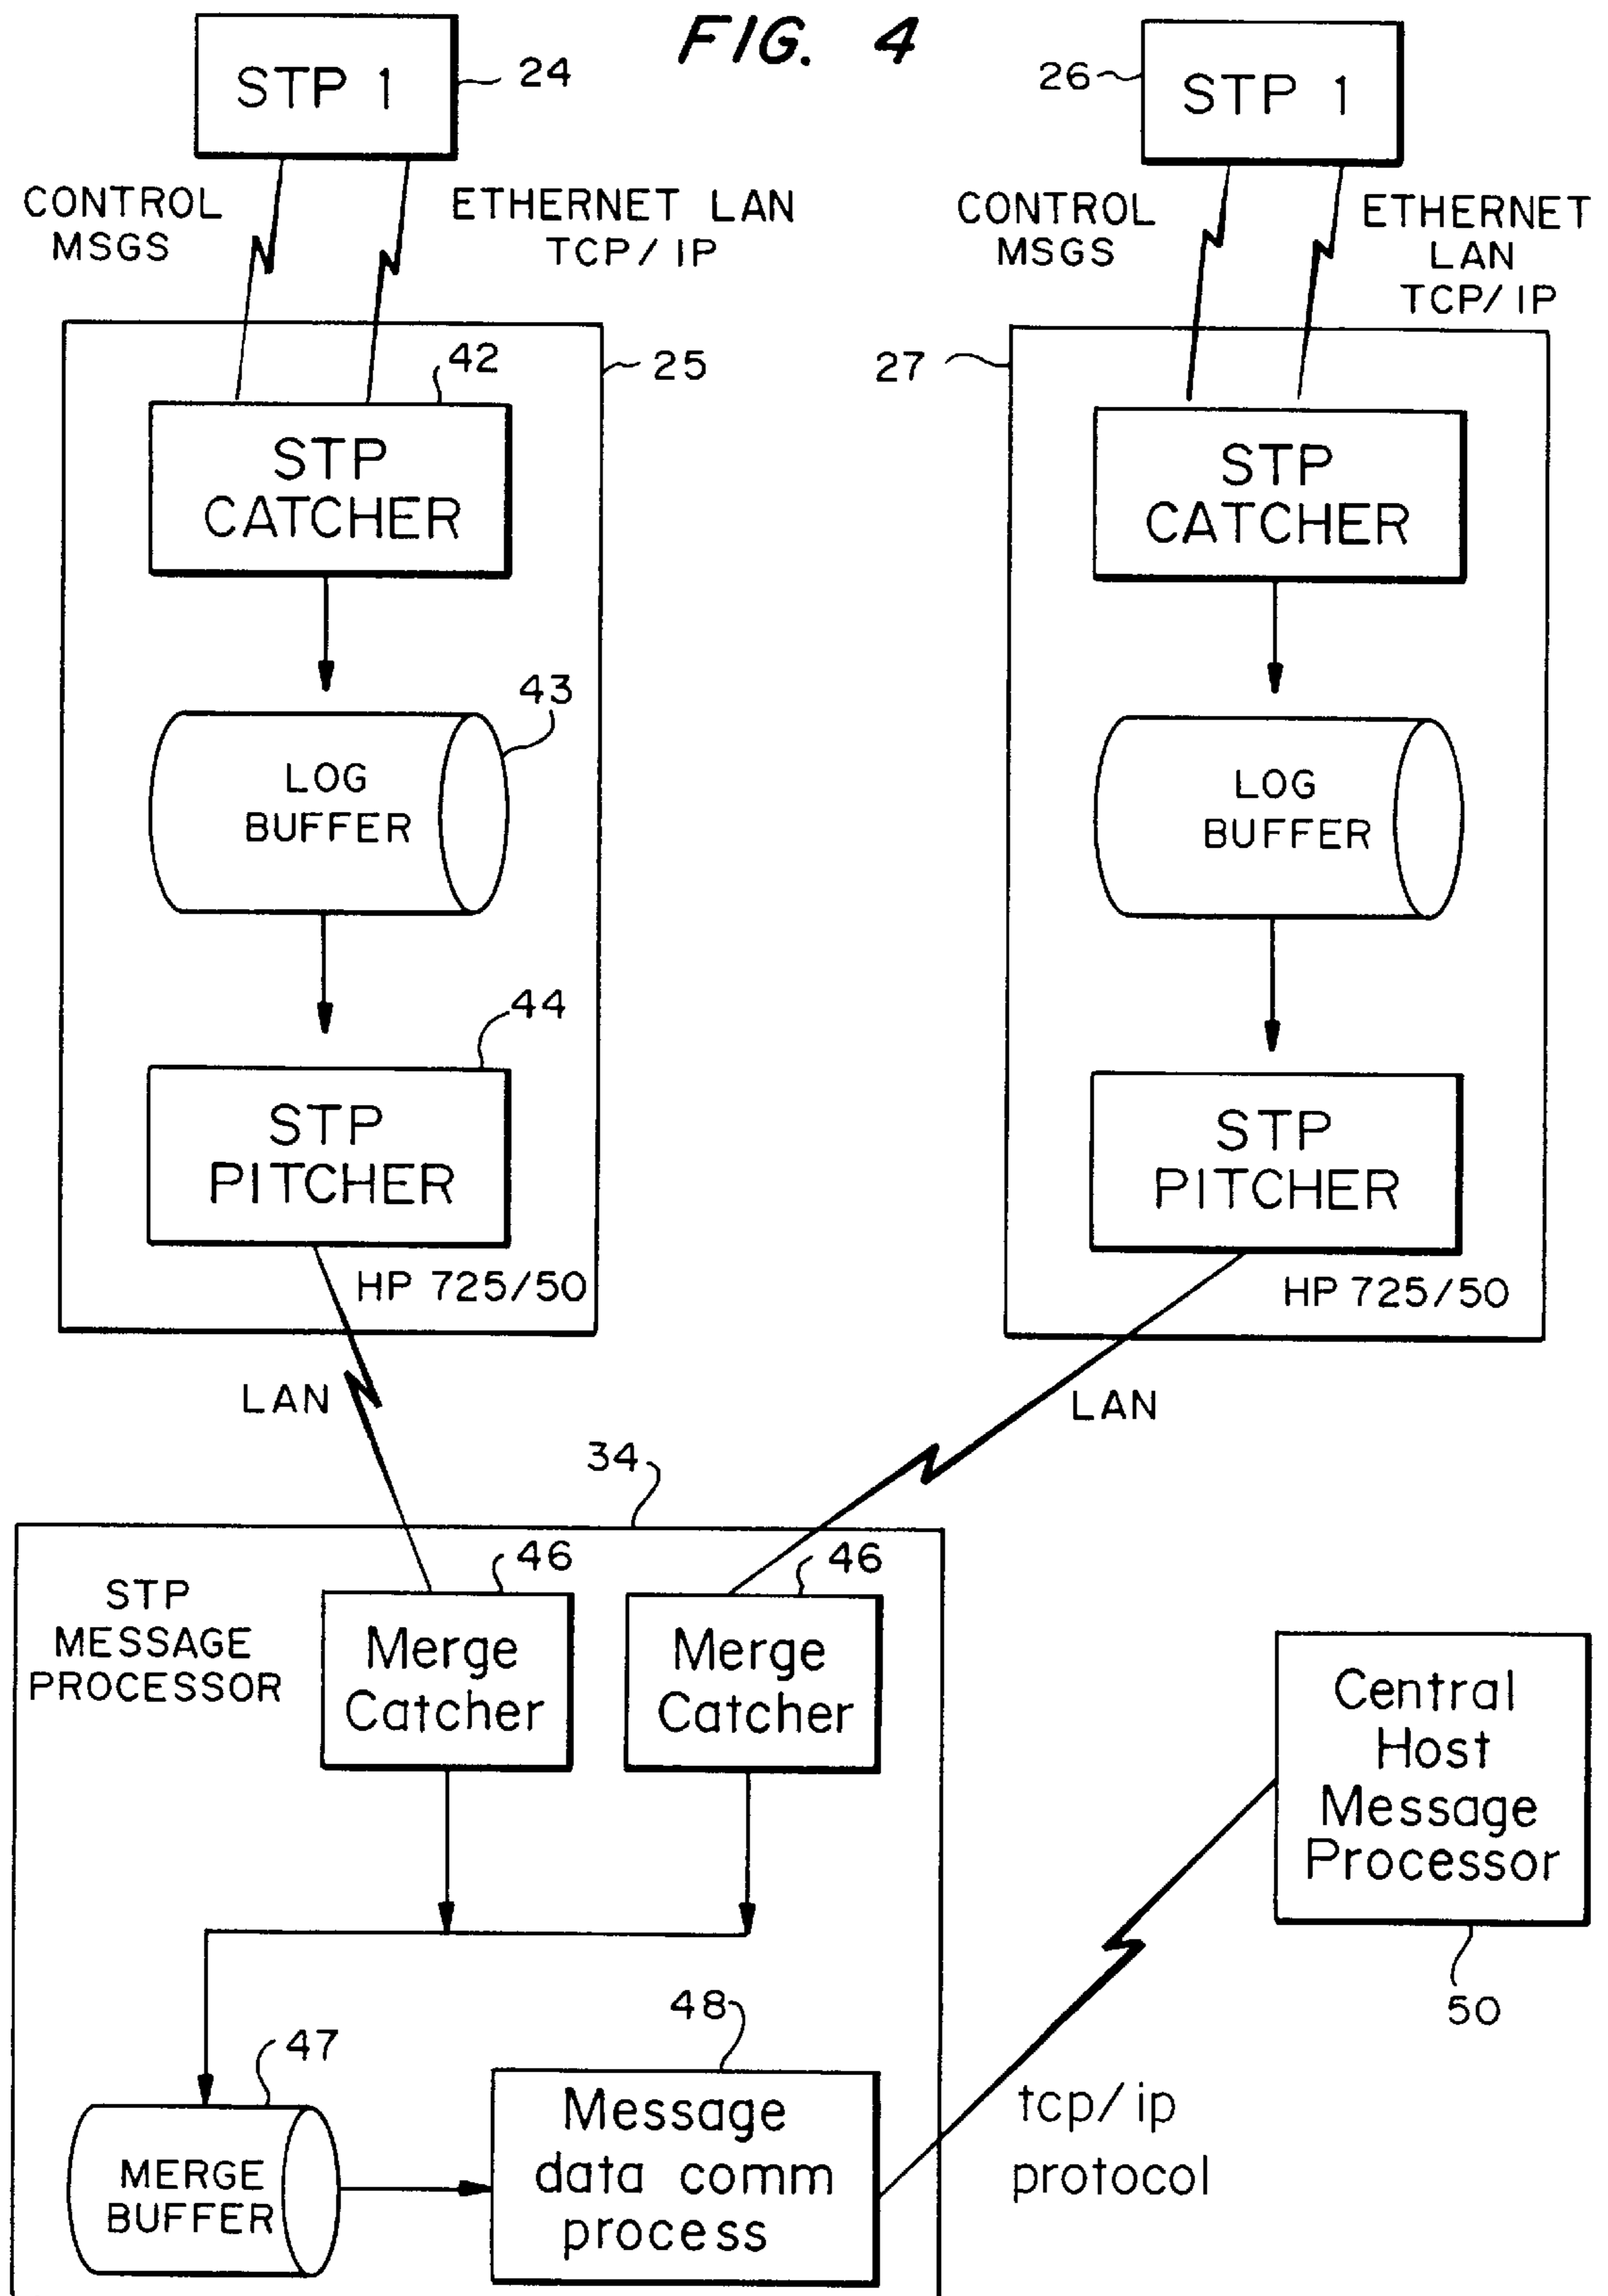 FIG. 4
STP 1
24
26
STP 1
CONTROL
MSGS
ETHERNET LAN
TCP/IP
CONTROL
MSGS
ETHERNET
LAN
TCP/IP
42
25
27
STP
CATCHER
STP
CATCHER
43
LOG
BUFFER
LOG
BUFFER
44
STP
PITCHER
STP
PITCHER
HP 725/50
HP 725/50
LAN
LAN
34
STP
MESSAGE
PROCESSOR
46
46
Merge
Catcher
Merge
Catcher
Central
Host
Message
Processor
50
47
48
MERGE
BUFFER
Message
data comm
process
tcp/ip
protocol